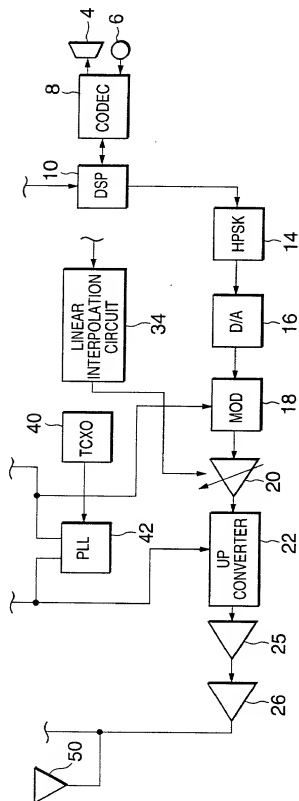 50
PLL
42
TCXO
40
LINEAR
INTERPOLATION
CIRCUIT
34
DSP
10
CODEC
8
4
6
26
25
UP
CONVERTER
22
20
MOD
18
D/A
16
HPSK
14